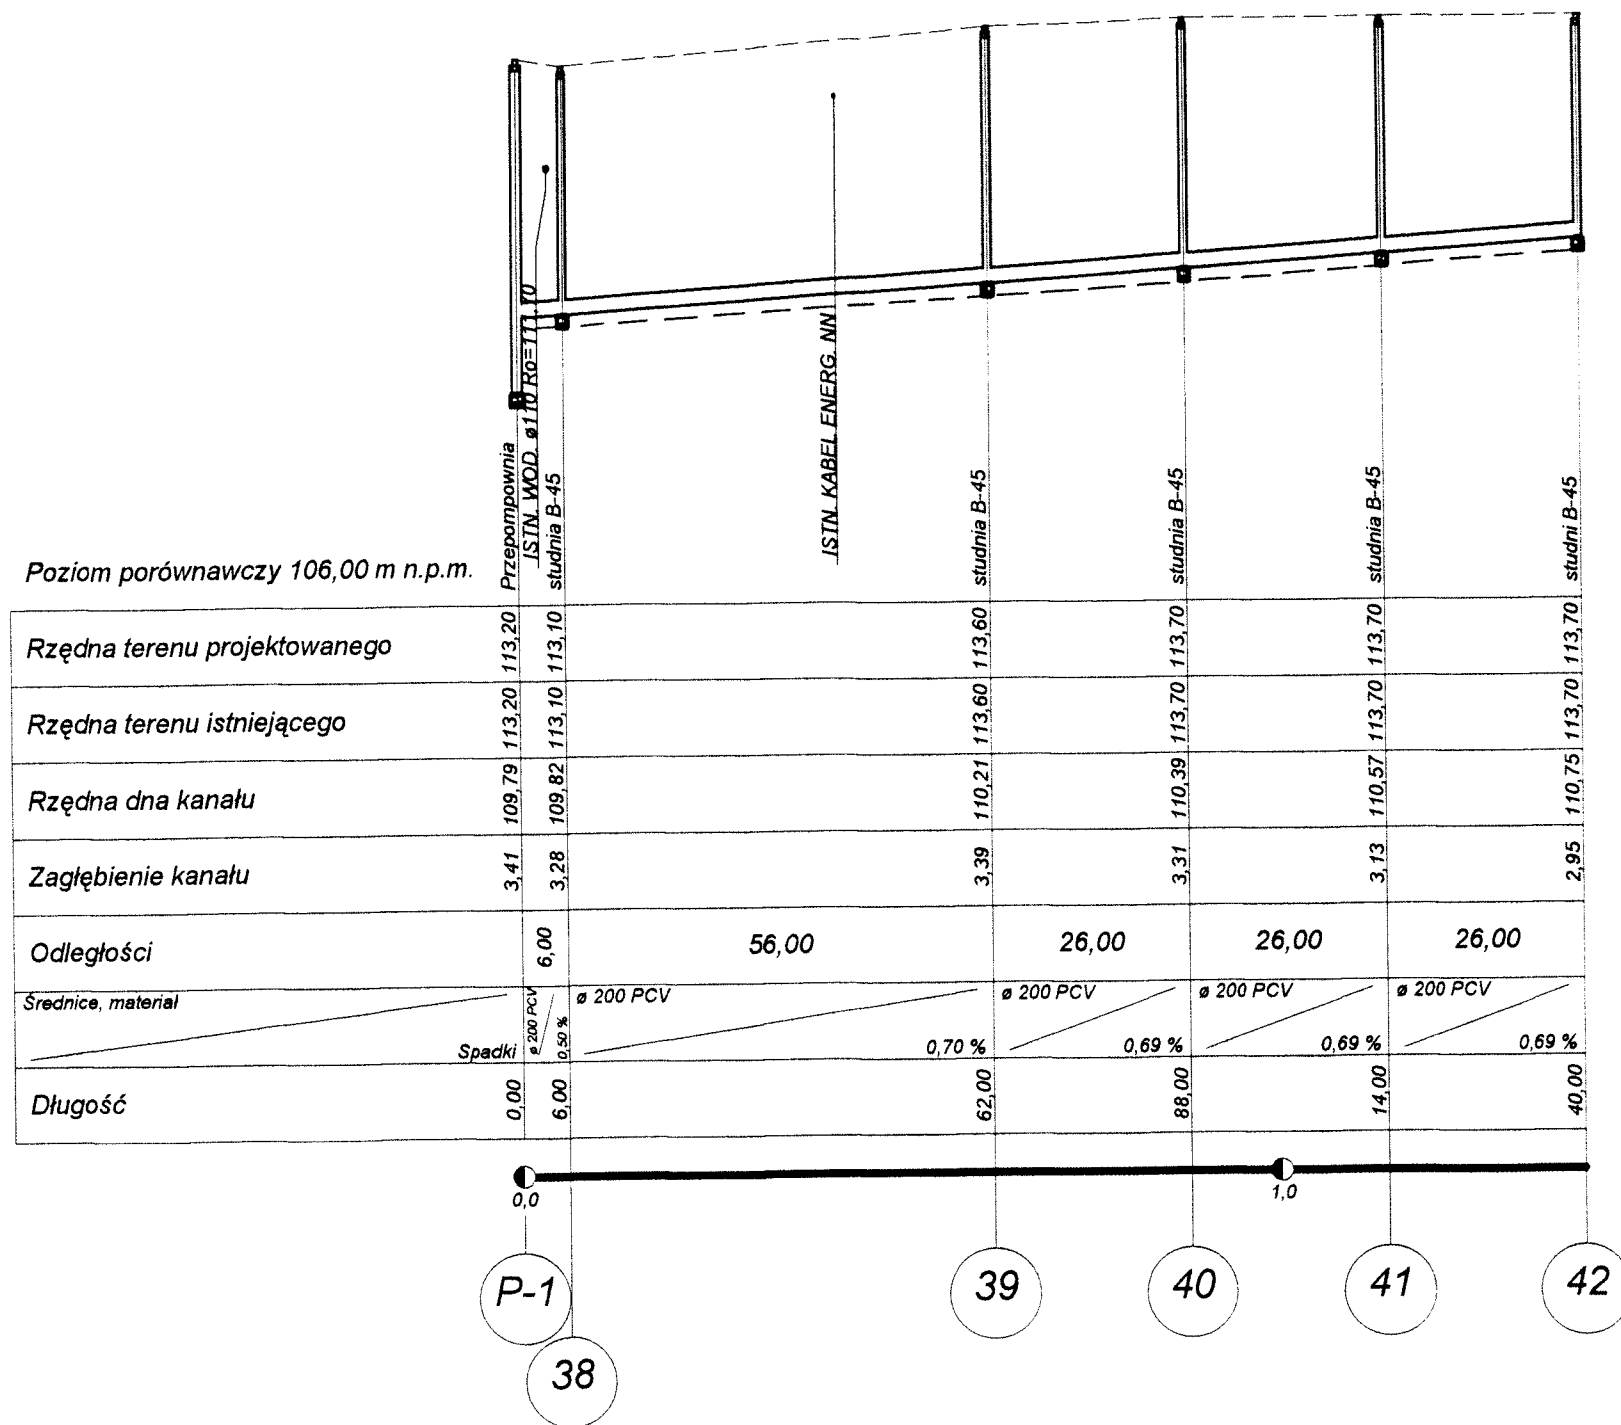 Przepompownia
ISTN. WOD. ø110 Ro=111.70
studnia B-45
ISTN. KABEL ENERG. NN
studnia B-45
studnia B-45
studnia B-45
studni B-45
Poziom porównawczy 106,00 m n.p.m.
Rzędna terenu projektowanego 113,20 113,10 113,60 113,70 113,70 113,70
Rzędna terenu istniejącego 113,20 113,10 113,60 113,70 113,70 113,70
Rzędna dna kanału 109,79 109,82 110,21 110,39 110,57 110,75
Zagłębienie kanału 3,41 3,28 3,39 3,31 3,13 2,95
Odległości 6,00 56,00 26,00 26,00 26,00
Średnice, materiał ø 200 PCV ø 200 PCV ø 200 PCV ø 200 PCV ø 200 PCV
Spadki 0,50 % 0,70 % 0,69 % 0,69 % 0,69 %
Długość 0,00 6,00 62,00 88,00 14,00 40,00
0,0 1,0
P-1 39 40 41 42
38